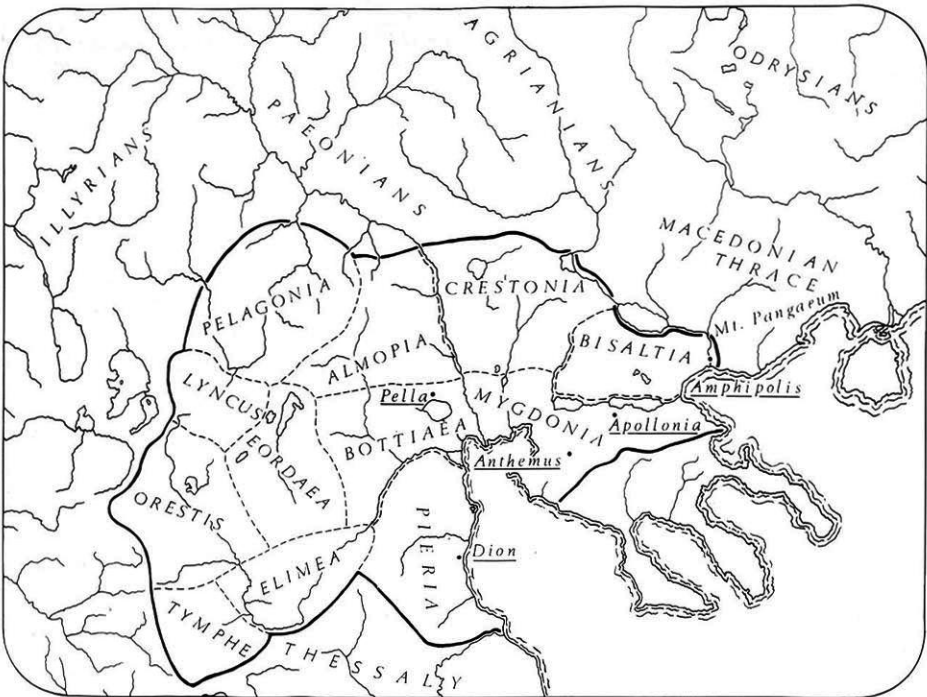 AGRIANIANS
ODRYSIANS
PAEONIANS
ILLYRIANS
MACEDONIAN
THRACE
PELAGONIA
CRESTONIA
Mt. Pangaeum
BISALTIA
ALMOPIA
LYNCUS
Pella
Amphipolis
MYGDONIA
Apollonia
BOTTIAEA
EORDAEA
Anthemus
ORESTIS
PIERIA
Dion
ELIMEA
TYMPHE
THESSALY